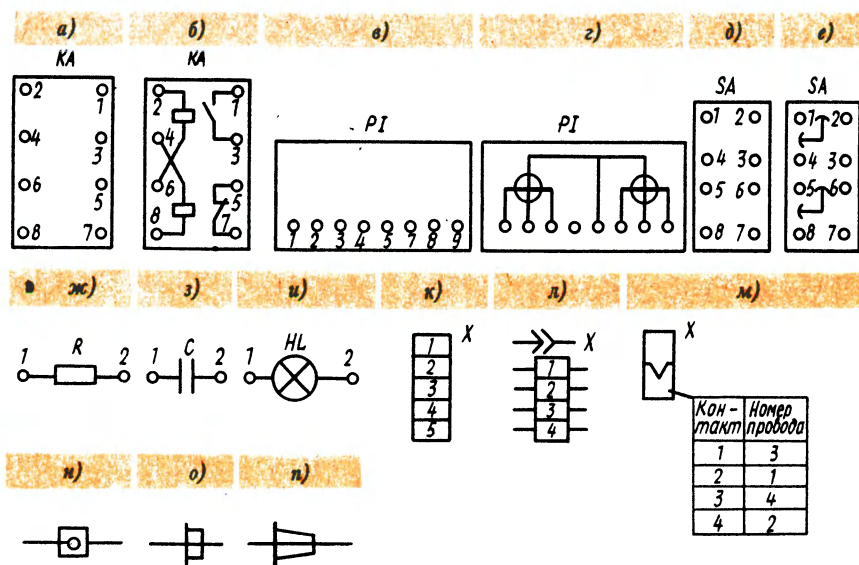 а) б) в) г) д) е)
КА КА PI PI SA SA
2 1
4 3
6 5
8 7
2 1
4 3
6 5
8 7
1 2 3 4 5 7 8 9
1 2
4 3
5 6
8 7
1 2
4 3
5 6
8 7
ж) з) и) к) л) м)
1 R 2
1 C 2
1 HL 2
X
1
2
3
4
5
X
1
2
3
4
X
Кон- Номер
такт провода
1 3
2 1
3 4
4 2
н) о) п)